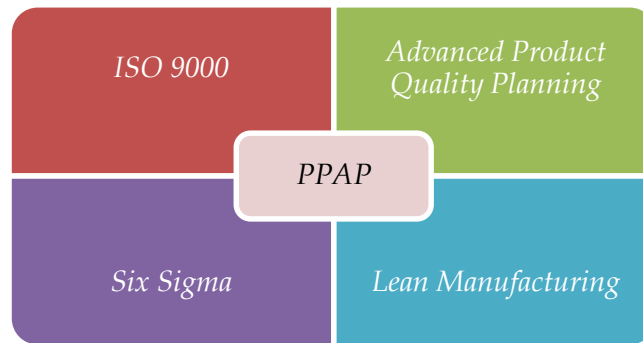 ISO 9000
Advanced Product
Quality Planning
PPAP
Six Sigma
Lean Manufacturing